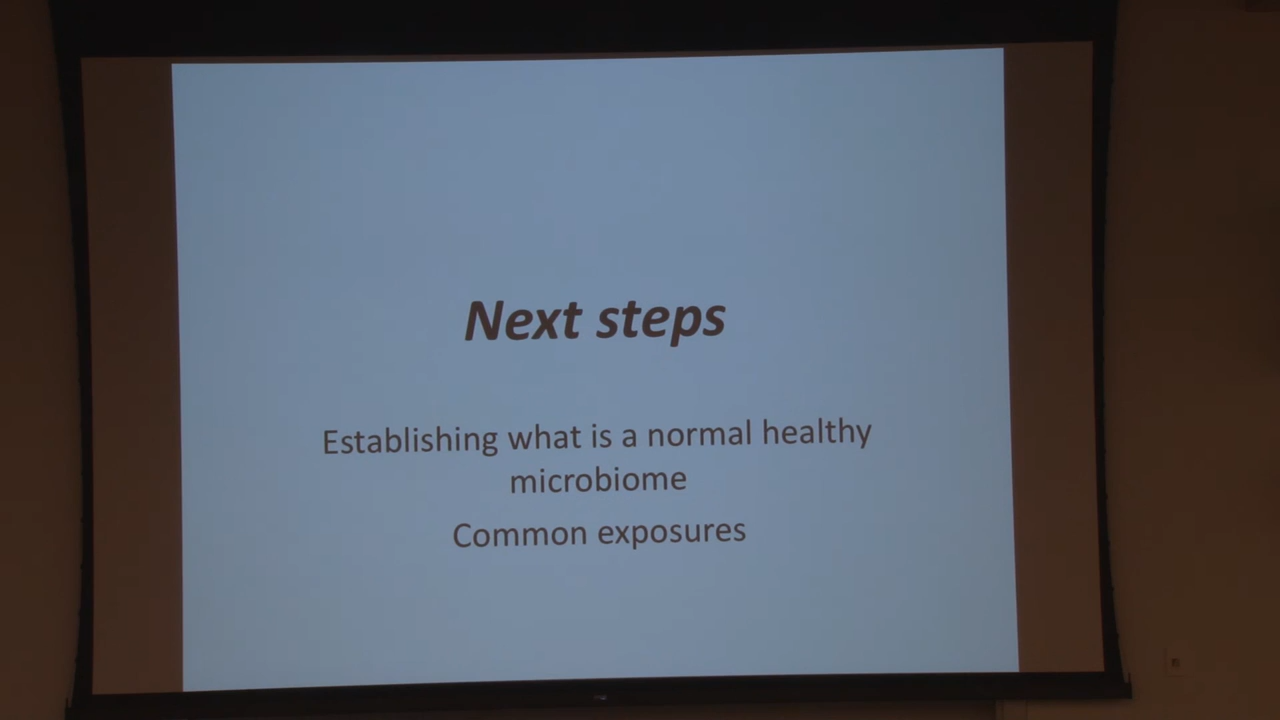 Next steps
Establishing what is a normal healthy
microbiome
Common exposures